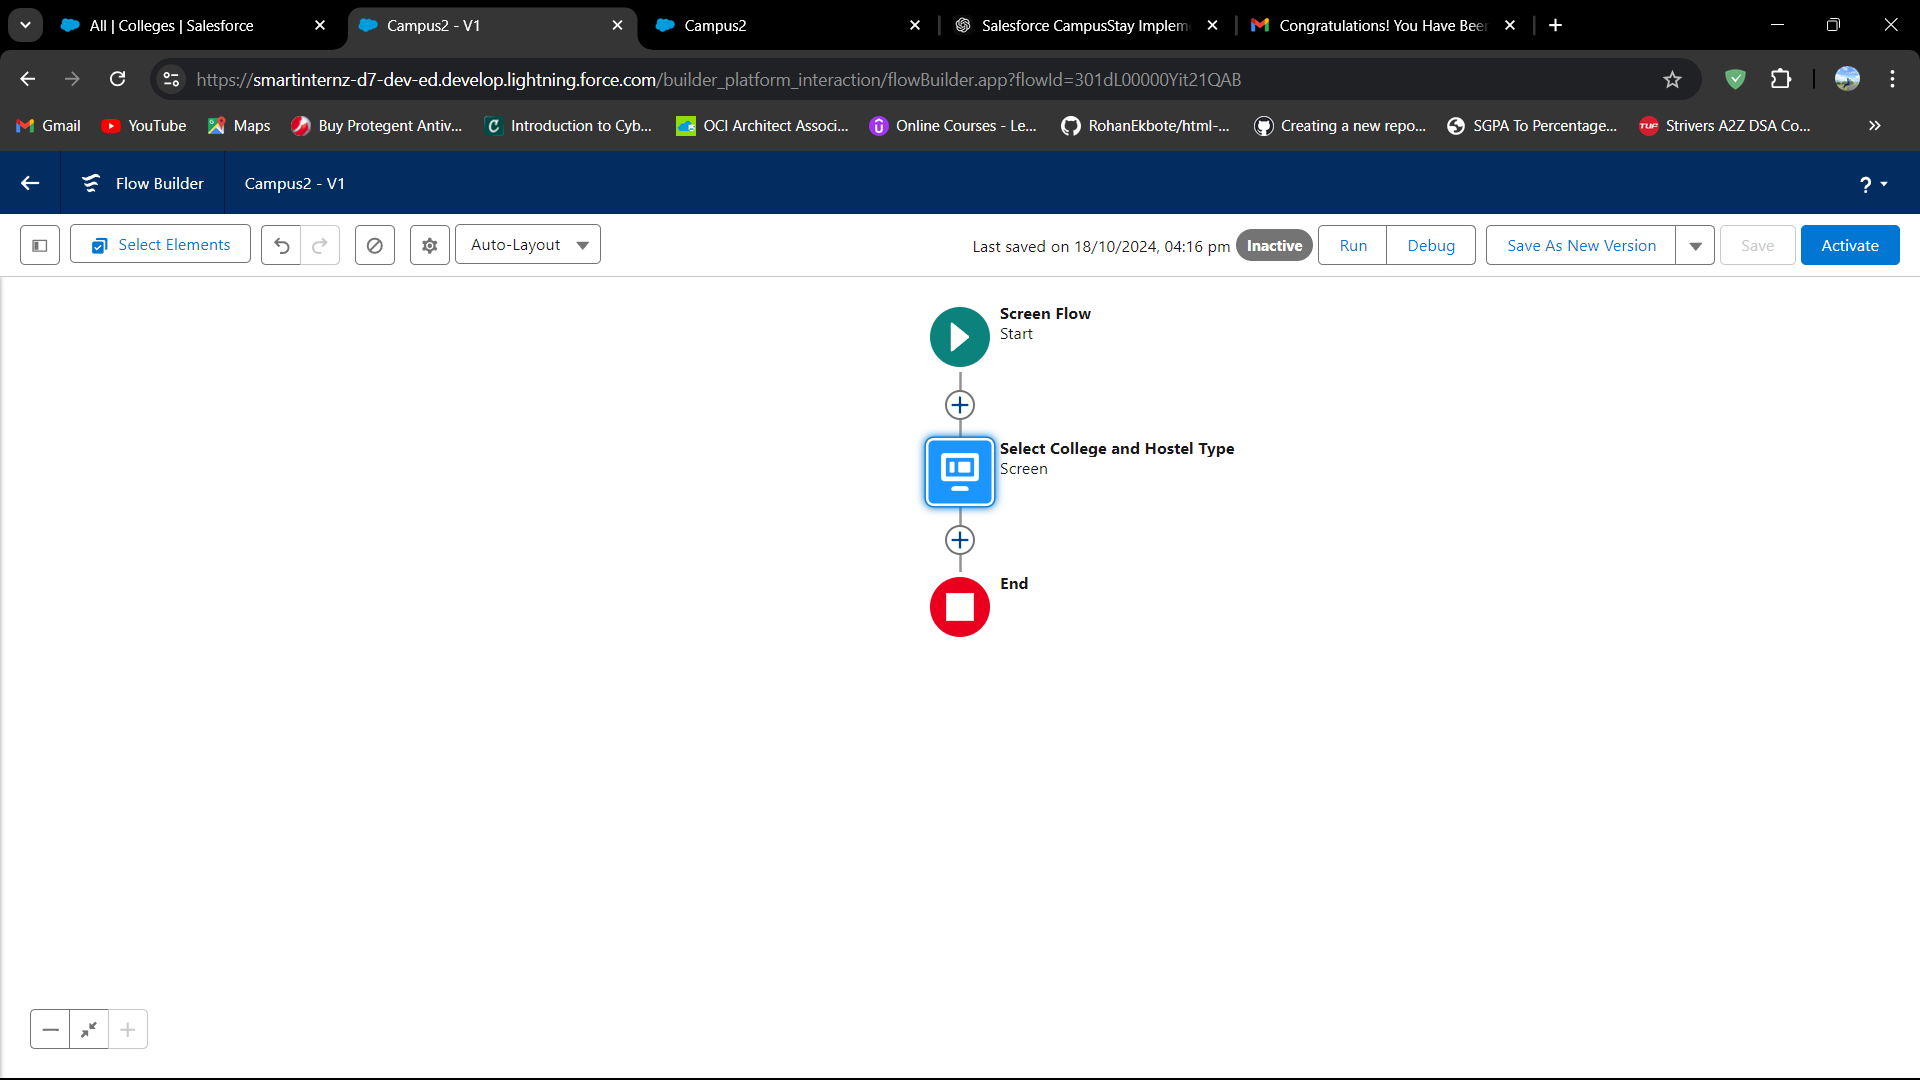 All | Colleges | Salesforce
Campus2 - V1
Campus2
Salesforce CampusStay Implem
Congratulations! You Have Bee
https://smartinternz-d7-dev-ed.develop.lightning.force.com/builder_platform_interaction/flowBuilder.app?flowId=301dL00000Yit21QAB
Gmail
YouTube
Maps
Buy Protegent Antiv...
Introduction to Cyb...
OCI Architect Associ...
Online Courses - Le...
RohanEkbote/html-...
Creating a new repo...
SGPA To Percentage...
TUF
Strivers A2Z DSA Co...
Flow Builder
Campus2 - V1
?
Select Elements
Auto-Layout
Last saved on 18/10/2024, 04:16 pm
Inactive
Run
Debug
Save As New Version
Save
Activate
Screen Flow
Start
Select College and Hostel Type
Screen
End